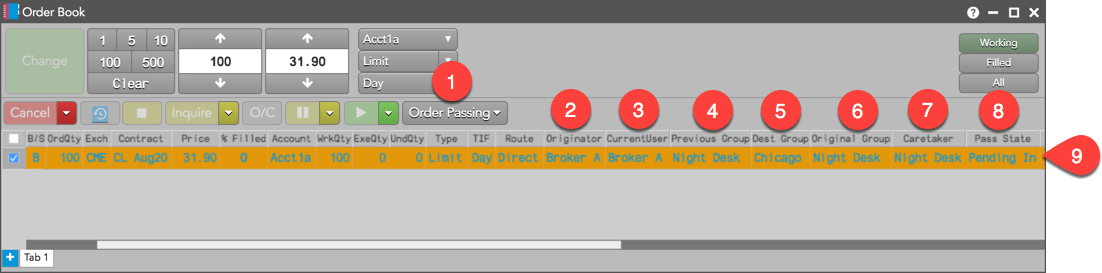 Order Book
?
Change
1 5 10
100 500
Clear
100
31.90
Acct1a
Limit
Day
Working
Filled
All
1
Cancel
Inquire
O/C
Order Passing
2 3 4 5 6 7 8
B/S OrdQty Exch Contract Price % Filled Account WrkQty ExeQty UndQty Type TIF Route Originator CurrentUser Previous Group Dest Group Original Group Caretaker Pass State
B 100 CME CL Aug20 31.90 0 Acct1a 100 0 0 Limit Day Direct Broker A Broker A Night Desk Chicago Night Desk Night Desk Pending In
9
+ Tab 1